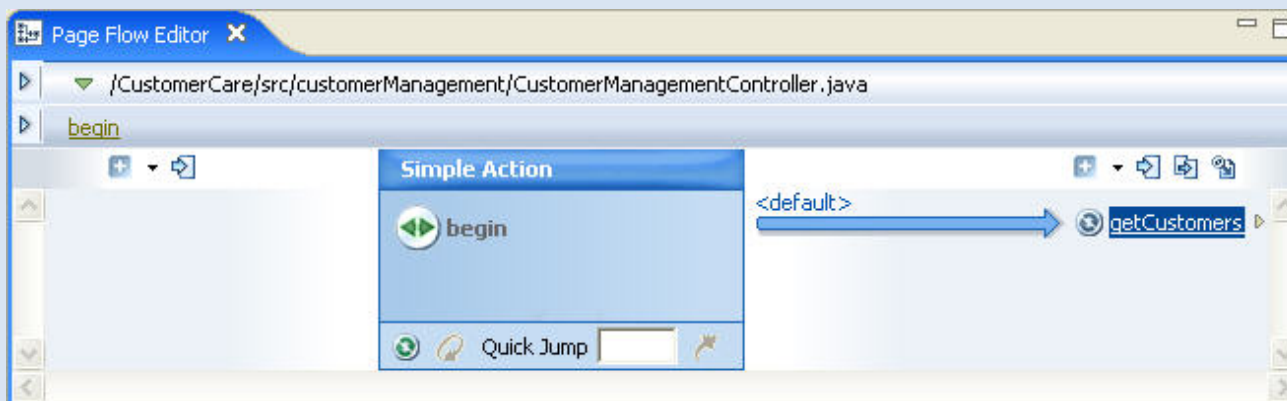 Page Flow Editor
/CustomerCare/src/customerManagement/CustomerManagementController.java
begin
Simple Action
<default>
begin
getCustomers
Quick Jump